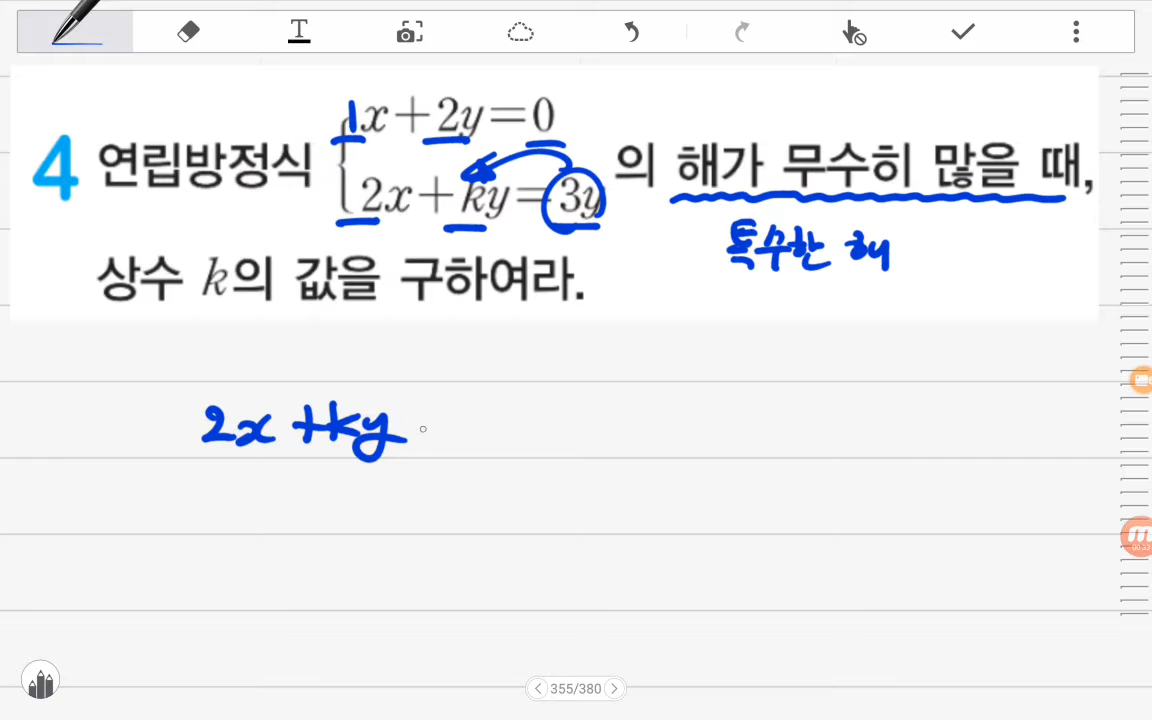 T
1x+2y=0
4 연립방정식 의 해가 무수히 많을 때,
2x+ky=3y
특수한 해
상수 k의 값을 구하여라.
2x +ky
m
00:33
355/380